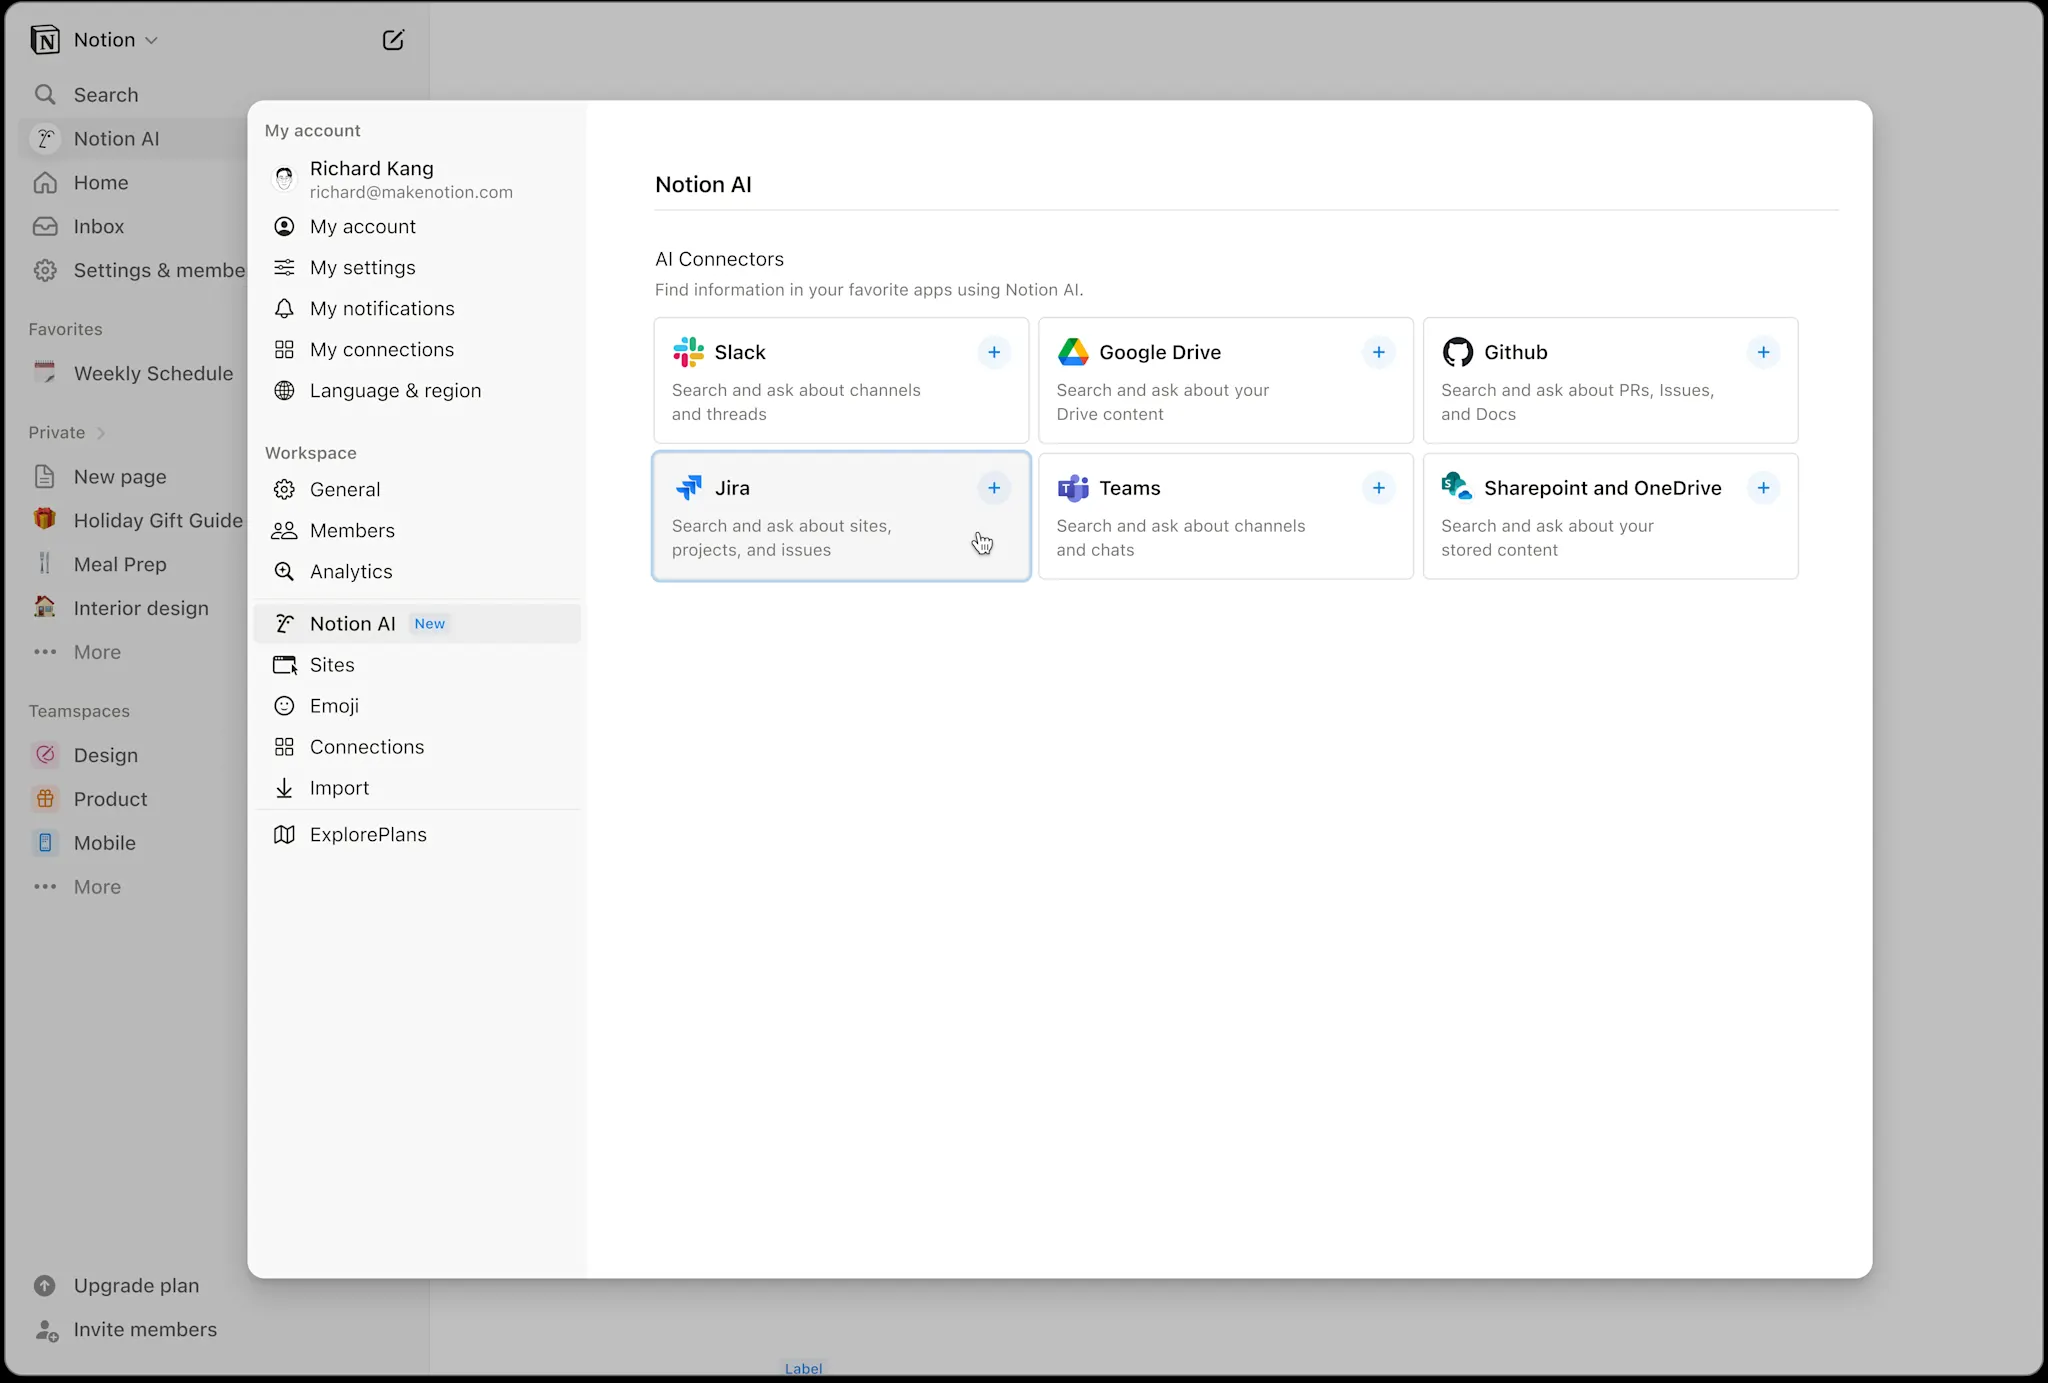 Notion
Search
Notion AI
Home
Inbox
Settings & membe
Favorites
Weekly Schedule
Private
New page
Holiday Gift Guide
Meal Prep
Interior design
More
Teamspaces
Design
Product
Mobile
More
Upgrade plan
Invite members
My account
Richard Kang
richard@makenotion.com
My account
My settings
My notifications
My connections
Language & region
Workspace
General
Members
Analytics
Notion AI New
Sites
Emoji
Connections
Import
ExplorePlans
Notion AI
AI Connectors
Find information in your favorite apps using Notion AI.
Slack
Search and ask about channels
and threads
Google Drive
Search and ask about your
Drive content
Github
Search and ask about PRs, Issues,
and Docs
Jira
Search and ask about sites,
projects, and issues
Teams
Search and ask about channels
and chats
Sharepoint and OneDrive
Search and ask about your
stored content
Label